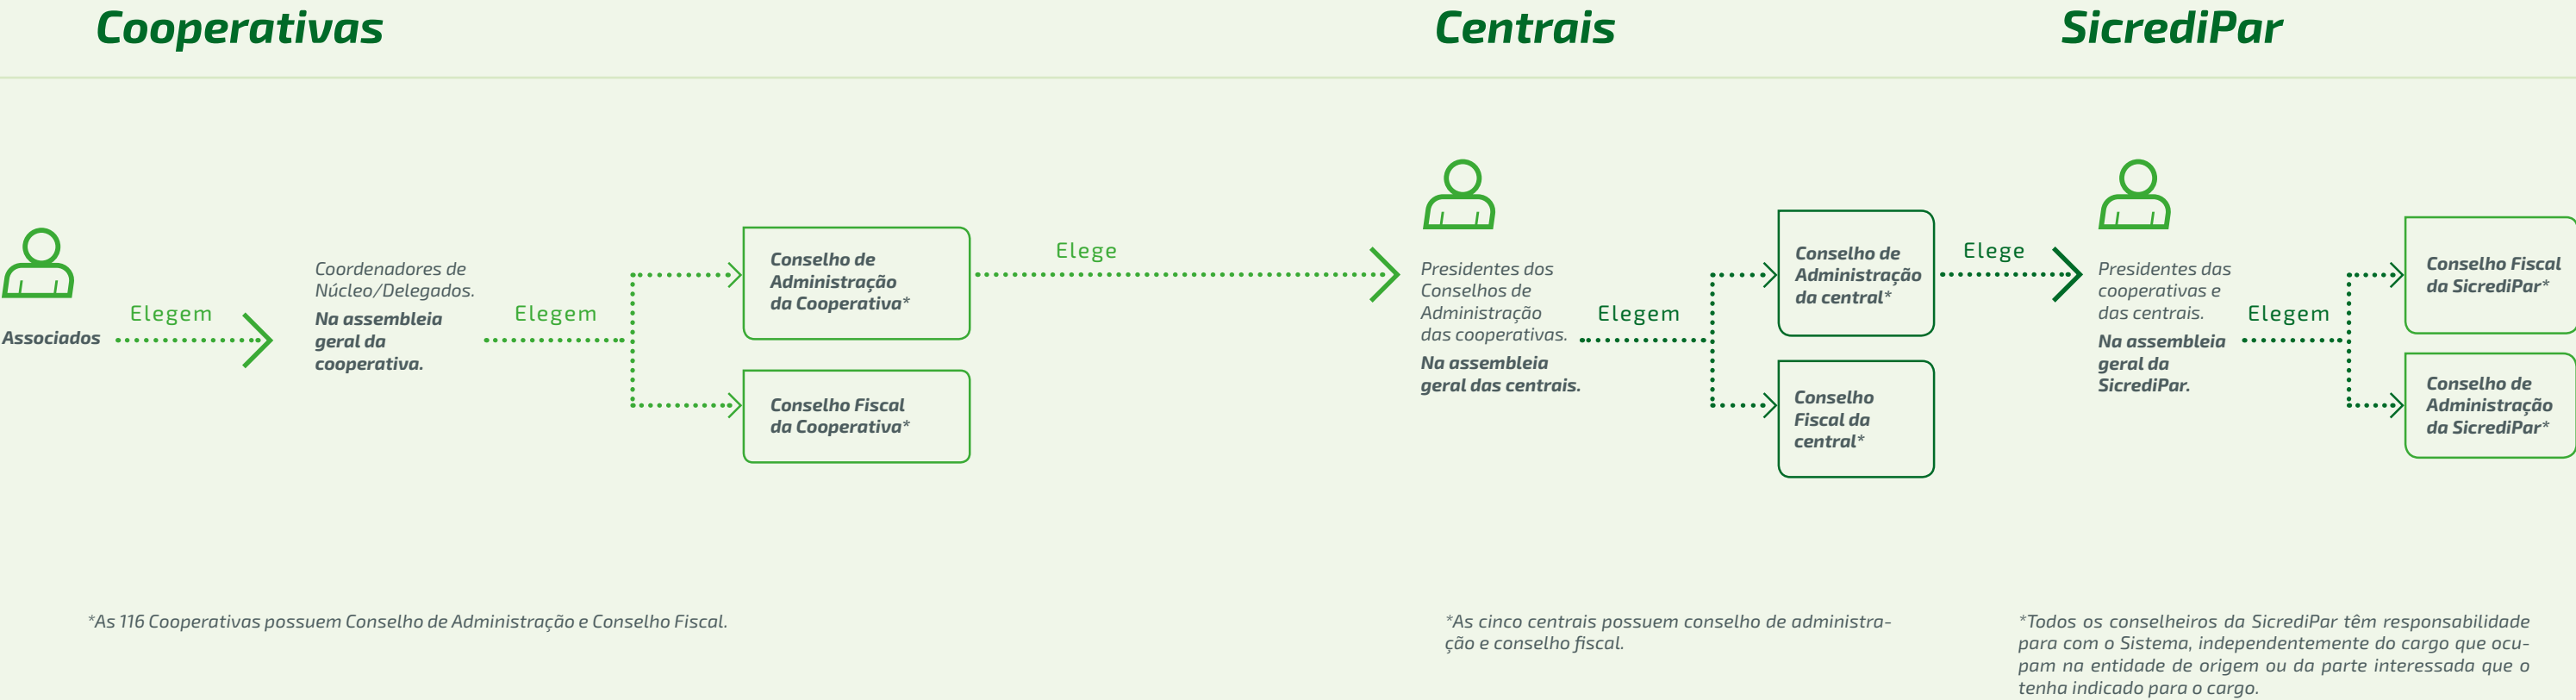 Cooperativas
Centrais
SicrediPar
Associados
Elegem
Coordenadores de
Núcleo/Delegados.
Na assembleia
geral da
cooperativa.
Elegem
Conselho de
Administração
da Cooperativa*
Conselho Fiscal
da Cooperativa*
Elege
Presidentes dos
Conselhos de
Administração
das cooperativas.
Na assembleia
geral das centrais.
Elegem
Conselho de
Administração
da central*
Conselho
Fiscal da
central*
Elege
Presidentes das
cooperativas e
das centrais.
Na assembleia
geral da
SicrediPar.
Elegem
Conselho Fiscal
da SicrediPar*
Conselho de
Administração
da SicrediPar*
*As 116 Cooperativas possuem Conselho de Administração e Conselho Fiscal.
*As cinco centrais possuem conselho de administra-
ção e conselho fiscal.
*Todos os conselheiros da SicrediPar têm responsabilidade
para com o Sistema, independentemente do cargo que ocu-
pam na entidade de origem ou da parte interessada que o
tenha indicado para o cargo.